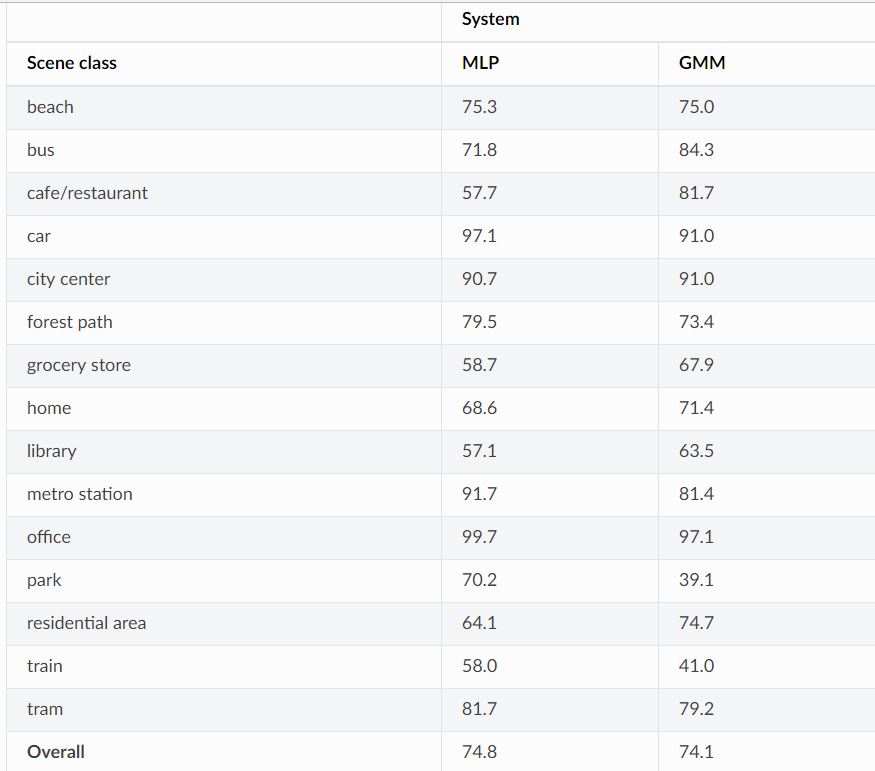 System
Scene class MLP GMM
beach 75.3 75.0
bus 71.8 84.3
cafe/restaurant 57.7 81.7
car 97.1 91.0
city center 90.7 91.0
forest path 79.5 73.4
grocery store 58.7 67.9
home 68.6 71.4
library 57.1 63.5
metro station 91.7 81.4
office 99.7 97.1
park 70.2 39.1
residential area 64.1 74.7
train 58.0 41.0
tram 81.7 79.2
Overall 74.8 74.1